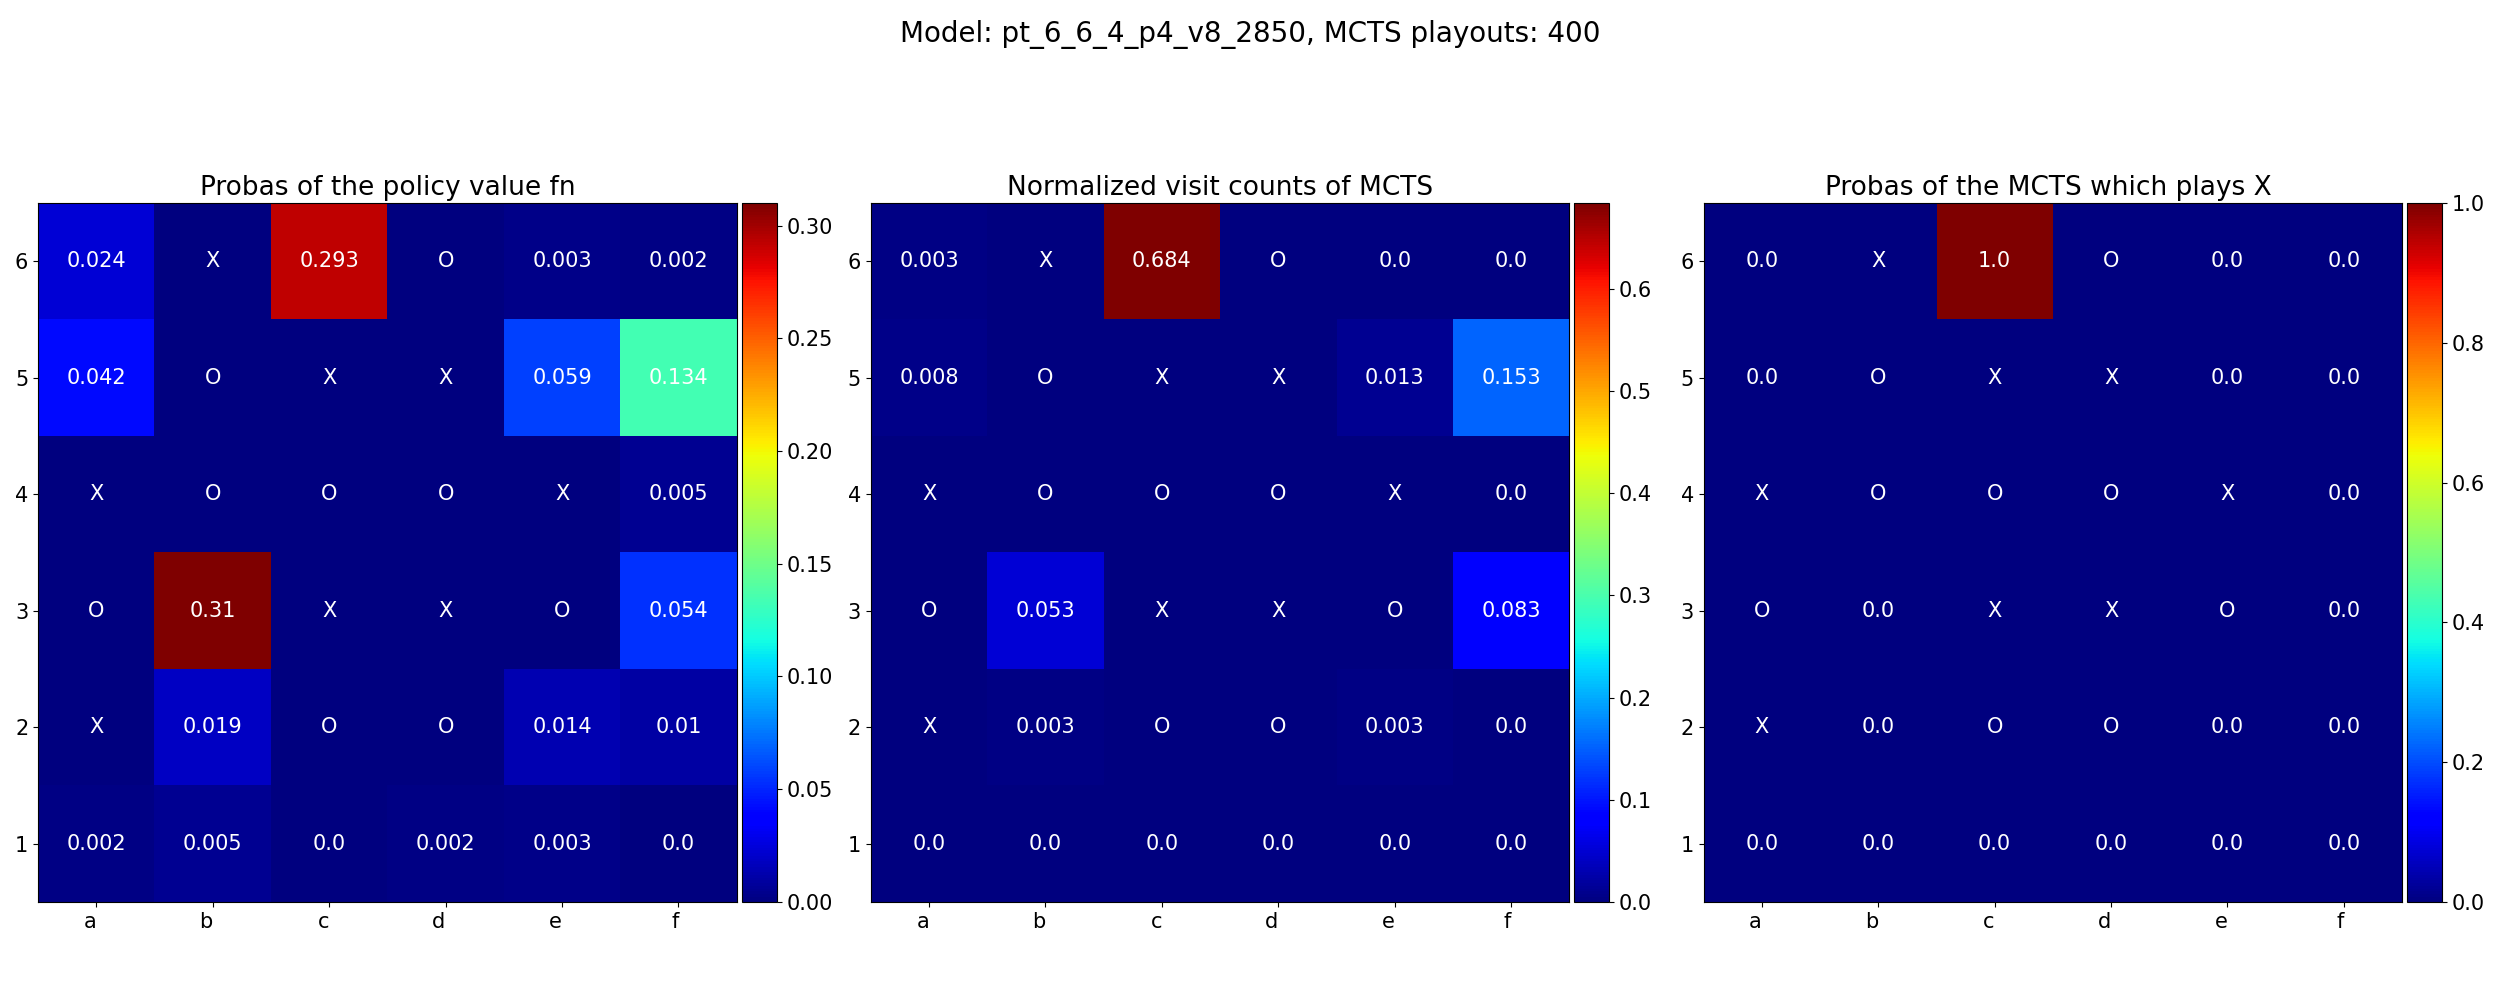 Model: pt_6_6_4_p4_v8_2850, MCTS playouts: 400
Probas of the policy value fn
6 0.024 X 0.293 O 0.003 0.002
5 0.042 O X X 0.059 0.134
4 X O O O X 0.005
3 O 0.31 X X O 0.054
2 X 0.019 O O 0.014 0.01
1 0.002 0.005 0.0 0.002 0.003 0.0
a b c d e f
0.30
0.25
0.20
0.15
0.10
0.05
0.00
Normalized visit counts of MCTS
6 0.003 X 0.684 O 0.0 0.0
5 0.008 O X X 0.013 0.153
4 X O O O X 0.0
3 O 0.053 X X O 0.083
2 X 0.003 O O 0.003 0.0
1 0.0 0.0 0.0 0.0 0.0 0.0
a b c d e f
0.6
0.5
0.4
0.3
0.2
0.1
0.0
Probas of the MCTS which plays X
6 0.0 X 1.0 O 0.0 0.0
5 0.0 O X X 0.0 0.0
4 X O O O X 0.0
3 O 0.0 X X O 0.0
2 X 0.0 O O 0.0 0.0
1 0.0 0.0 0.0 0.0 0.0 0.0
a b c d e f
1.0
0.8
0.6
0.4
0.2
0.0